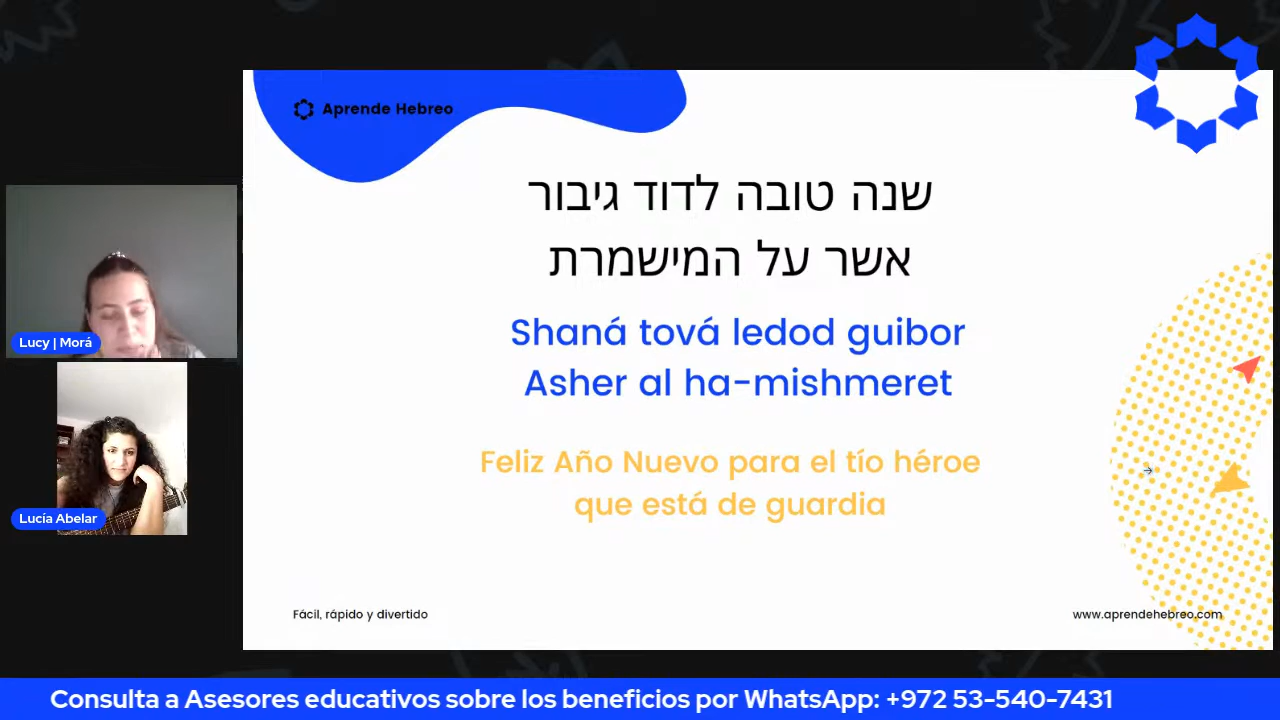 Aprende Hebreo
שנה טובה לדוד גיבור
אשר על המישמרת
Shaná tová ledod guibor
Asher al ha-mishmeret
Feliz Año Nuevo para el tío héroe
que está de guardia
Lucy | Morá
Lucía Abelar
Fácil, rápido y divertido
www.aprendehebreo.com
Consulta a Asesores educativos sobre los beneficios por WhatsApp: +972 53-540-7431